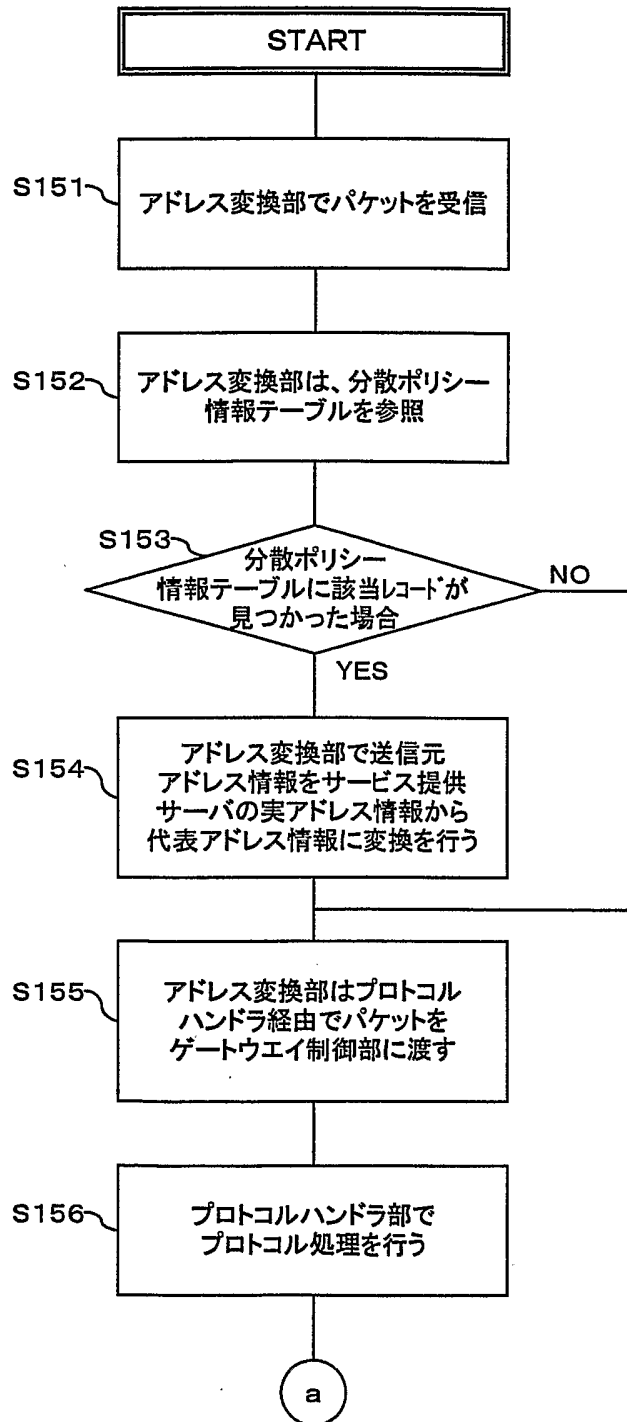 START
S151
アドレス変換部でパケットを受信
S152
アドレス変換部は、分散ポリシー
情報テーブルを参照
S153
分散ポリシー
情報テーブルに該当レコードが
見つかった場合
NO
YES
S154
アドレス変換部で送信元
アドレス情報をサービス提供
サーバの実アドレス情報から
代表アドレス情報に変換を行う
S155
アドレス変換部はプロトコル
ハンドラ経由でパケットを
ゲートウエイ制御部に渡す
S156
プロトコルハンドラ部で
プロトコル処理を行う
a